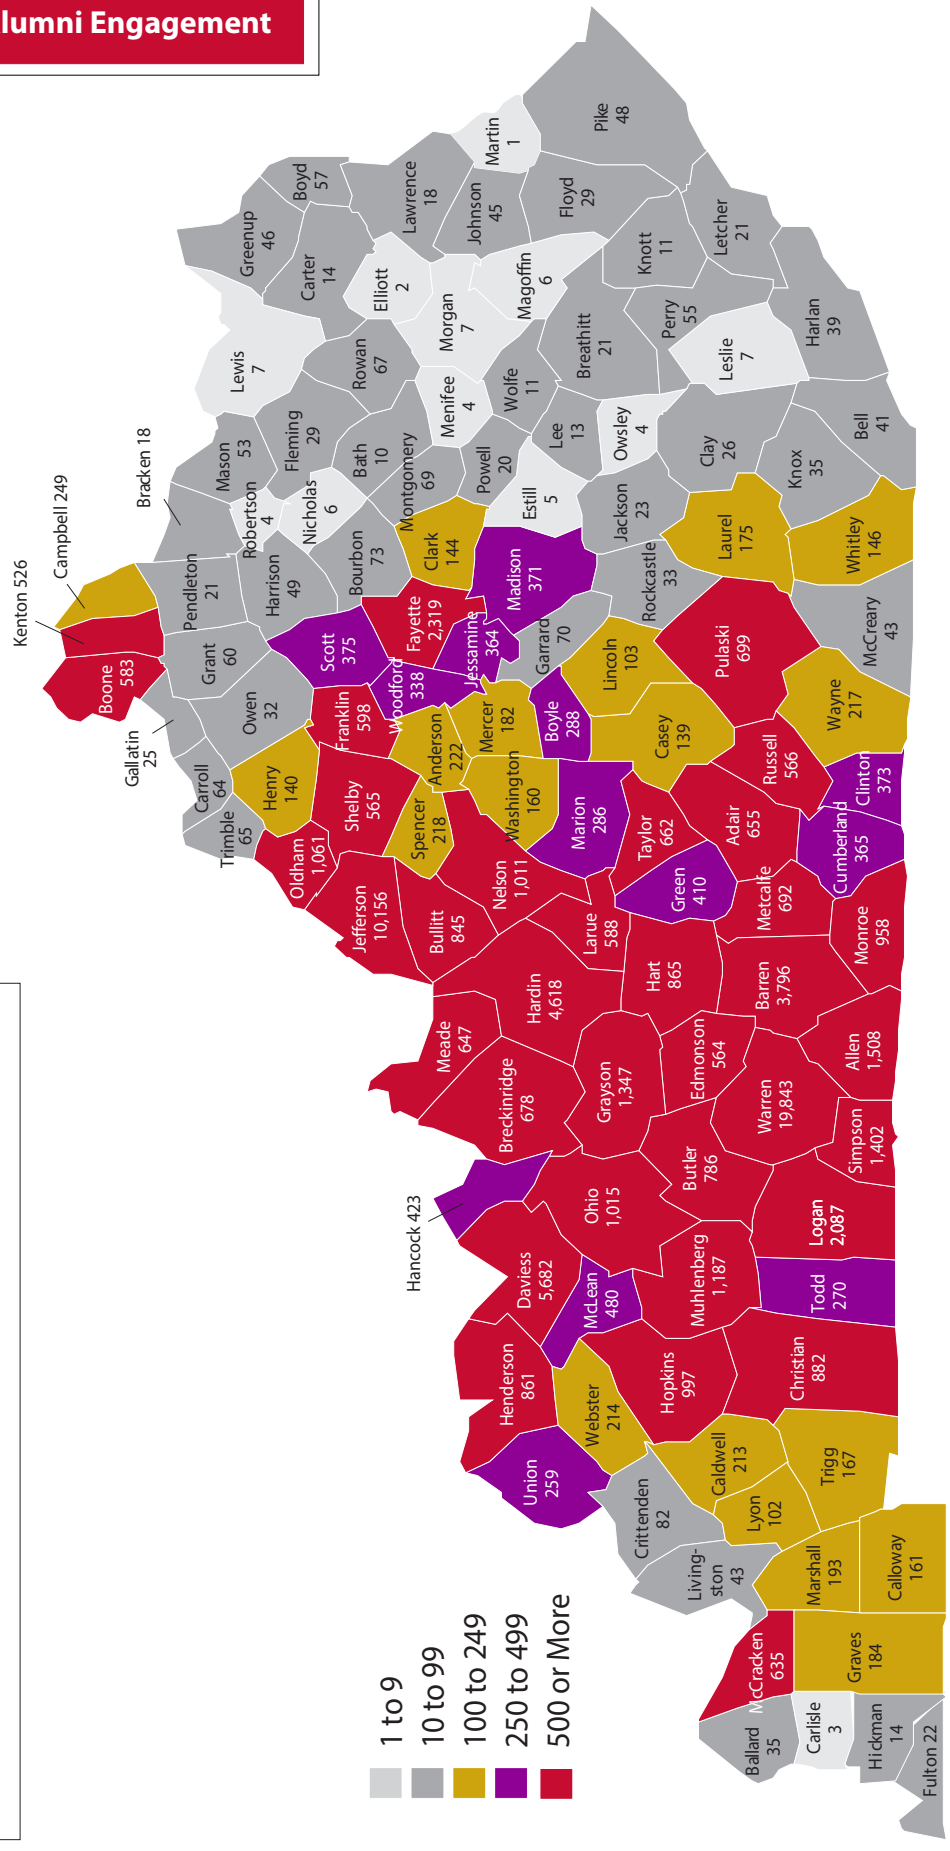 lumni Engagement
Kenton 526
Campbell 249
Bracken 18
Boone
583
Gallatin
25
Pendleton
21
Grant
60
Owen
32
Carroll
64
Trimble
65
Henry
140
Oldham
1,061
Jefferson
10,156
Shelby
565
Franklin
598
Scott
375
Harrison
49
Robertson
4
Mason
53
Lewis
7
Greenup
46
Boyd
57
Carter
14
Fleming
29
Nicholas
6
Rowan
67
Elliott
2
Lawrence
18
Bath
10
Bourbon
73
Montgomery
69
Menifee
4
Morgan
7
Johnson
45
Martin
1
Fayette
2,319
Clark
144
Woodford
338
Jessamine
364
Anderson
222
Spencer
218
Bullitt
845
Meade
647
Hancock 423
Breckinridge
678
Hardin
4,618
Nelson
1,011
Washington
160
Mercer
182
Madison
371
Estill
5
Powell
20
Wolfe
11
Magoffin
6
Floyd
29
Pike
48
Lee
13
Breathitt
21
Knott
11
Owsley
4
Jackson
23
Garrard
70
Boyle
288
Lincoln
103
Rockcastle
33
Marion
286
Larue
588
Taylor
662
Casey
139
Green
410
Hart
865
Grayson
1,347
Ohio
1,015
Daviess
5,682
McLean
480
Henderson
861
Union
259
Webster
214
Crittenden
82
Living-
ston
43
Hopkins
997
Muhlenberg
1,187
Butler
786
Edmonson
564
Warren
19,843
Barren
3,796
Metcalfe
692
Adair
655
Russell
566
Pulaski
699
Laurel
175
Clay
26
Leslie
7
Perry
55
Letcher
21
Harlan
39
Bell
41
Knox
35
Whitley
146
McCreary
43
Wayne
217
Clinton
373
Cumberland
365
Monroe
958
Allen
1,508
Simpson
1,402
Logan
2,087
Todd
270
Christian
882
Caldwell
213
Lyon
102
Trigg
167
Marshall
193
Calloway
161
McCracken
635
Graves
184
Ballard
35
Carlisle
3
Hickman
14
Fulton 22
1 to 9
10 to 99
100 to 249
250 to 499
500 or More